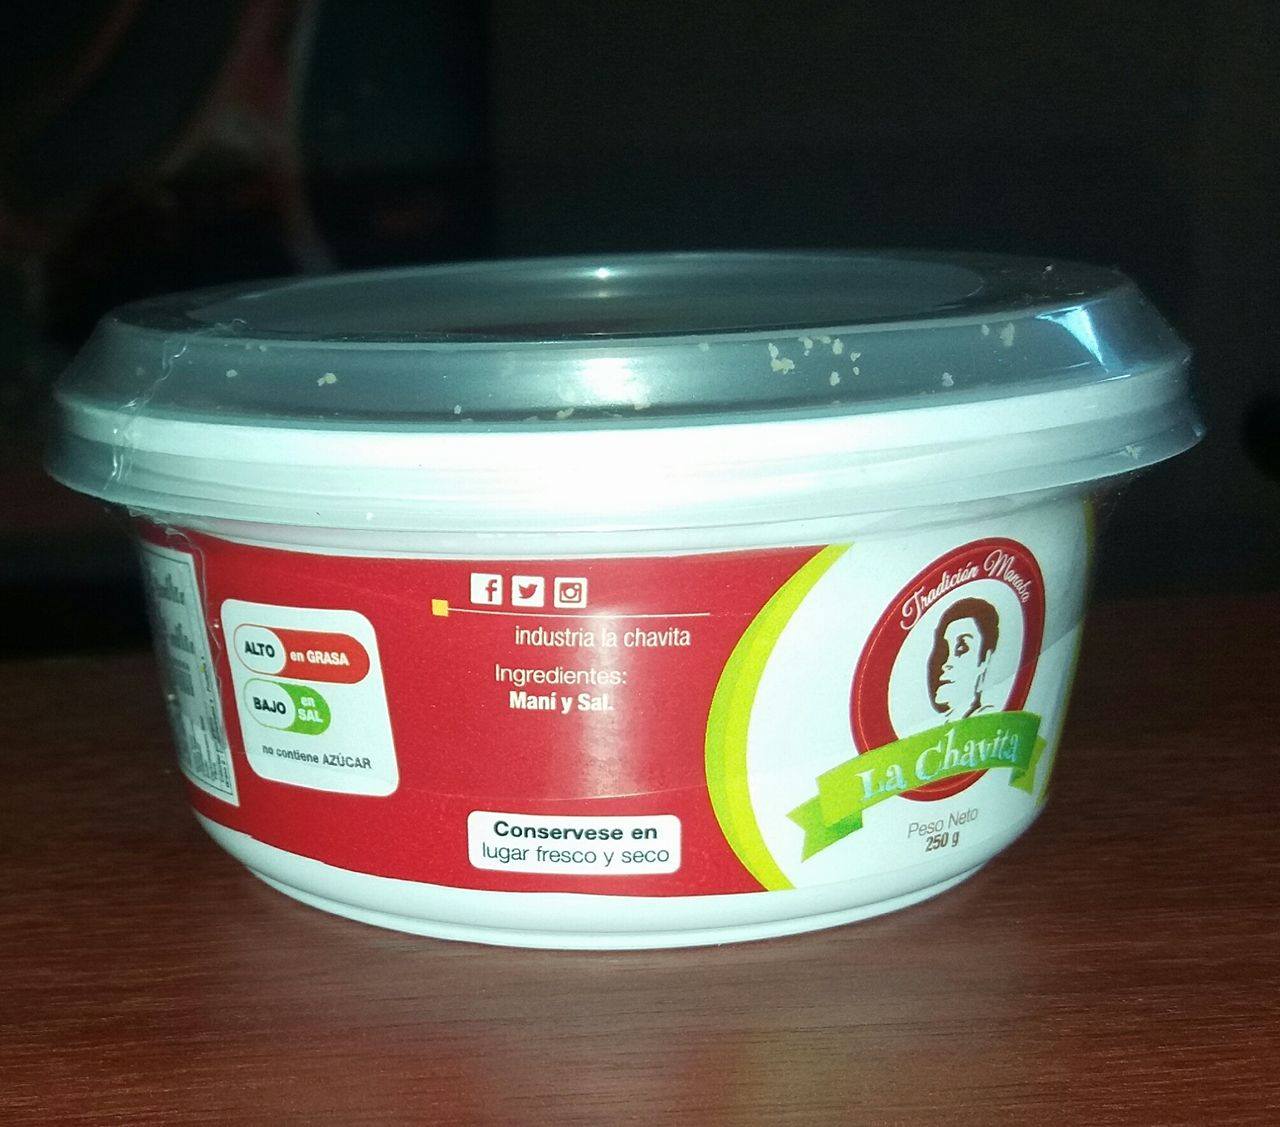 ALTO en GRASA
BAJO en SAL
no contiene AZÚCAR
industria la chavita
Ingredientes:
Maní y Sal.
Conservese en
lugar fresco y seco
Tradición Manaba
La Chavita
Peso Neto
250 g